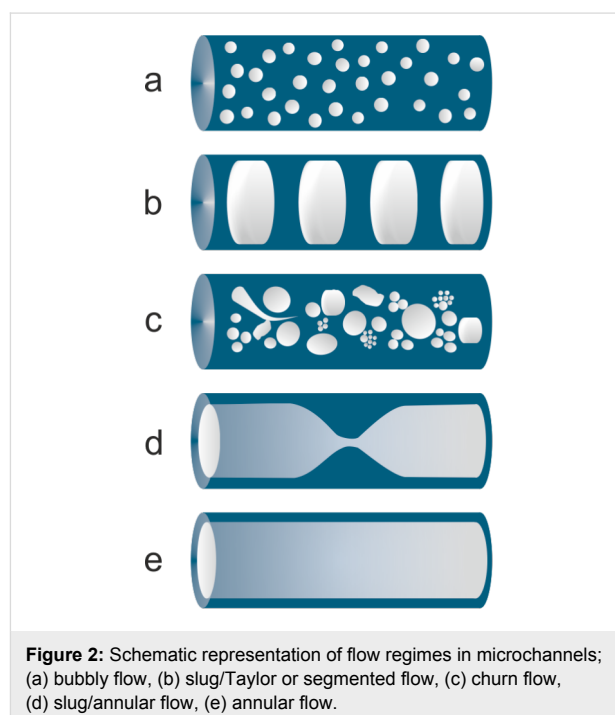 a
b
c
d
e
Figure 2: Schematic representation of flow regimes in microchannels;
(a) bubbly flow, (b) slug/Taylor or segmented flow, (c) churn flow,
(d) slug/annular flow, (e) annular flow.